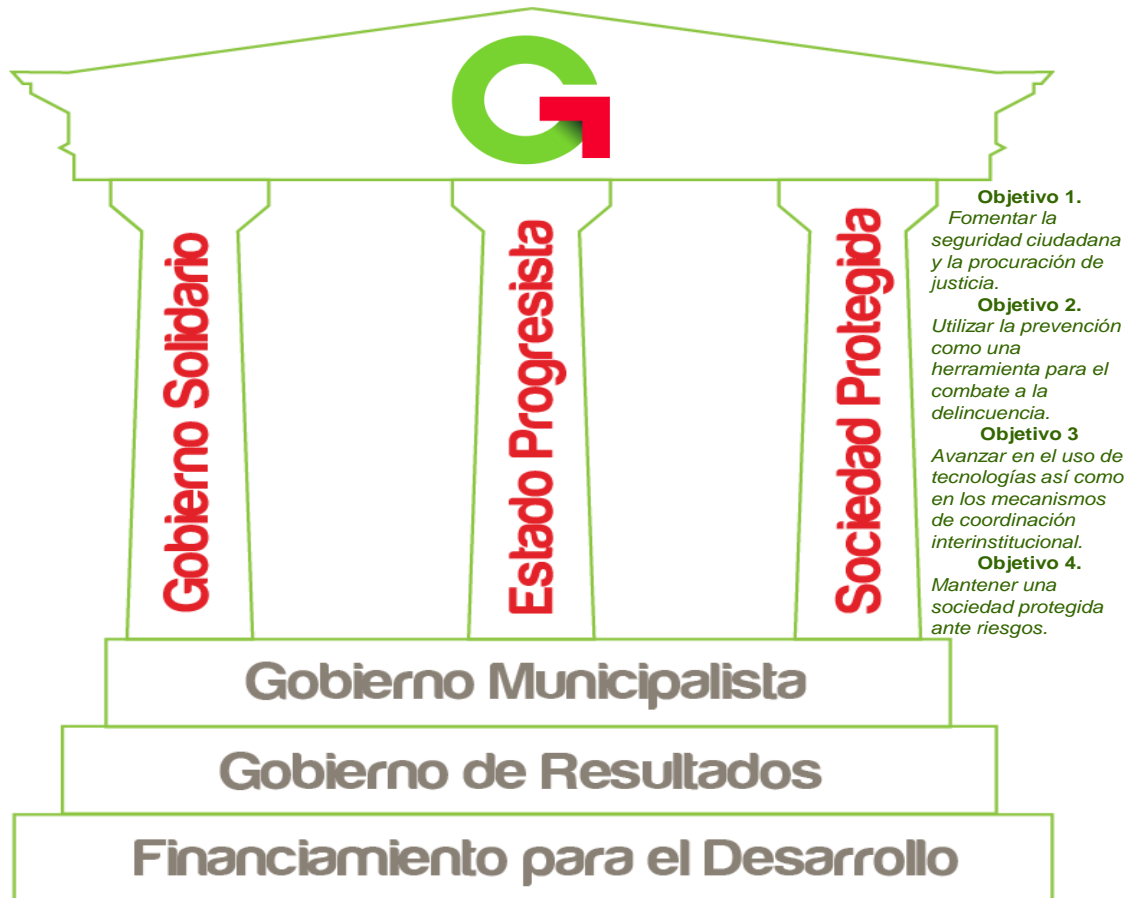 G
Gobierno Solidario
Estado Progresista
Sociedad Protegida
Objetivo 1.
Fomentar la
seguridad ciudadana
y la procuración de
justicia.
Objetivo 2.
Utilizar la prevención
como una
herramienta para el
combate a la
delincuencia.
Objetivo 3
Avanzar en el uso de
tecnologías así como
en los mecanismos
de coordinación
interinstitucional.
Objetivo 4.
Mantener una
sociedad protegida
ante riesgos.
Gobierno Municipalista
Gobierno de Resultados
Financiamiento para el Desarrollo